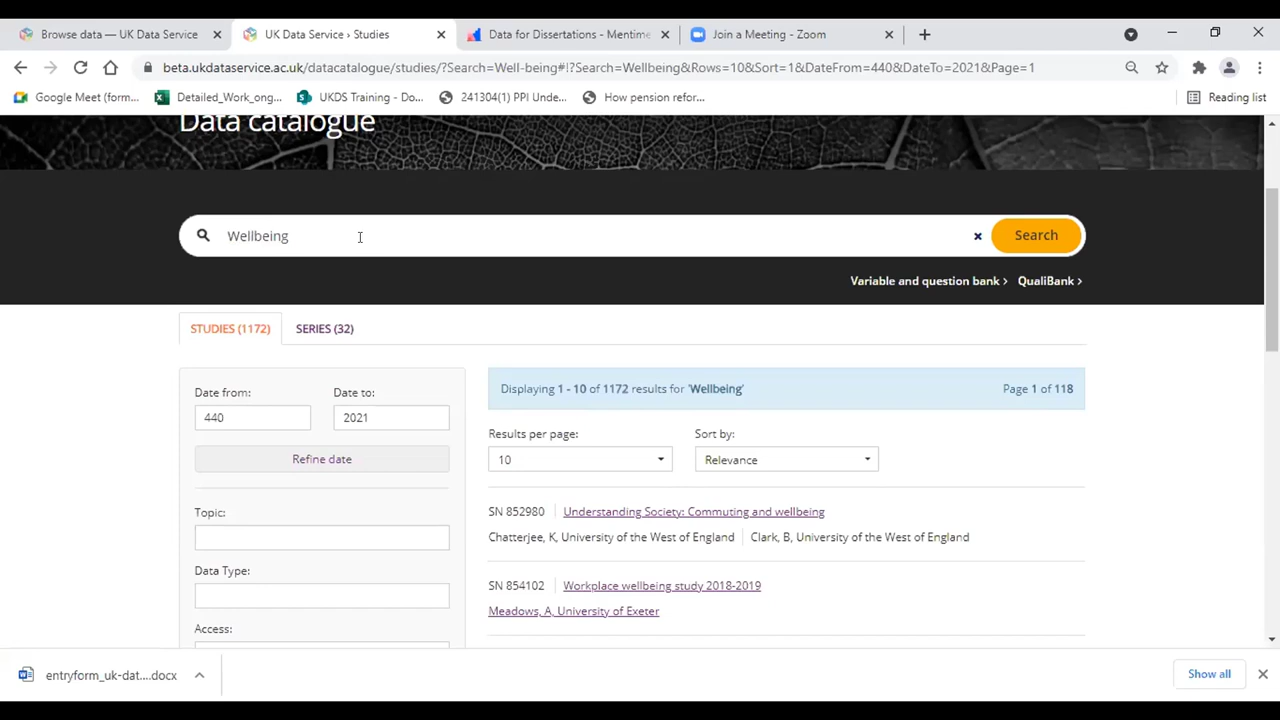 Browse data — UK Data Service
UK Data Service › Studies
Data for Dissertations - Mentime
Join a Meeting - Zoom
beta.ukdataservice.ac.uk/datacatalogue/studies/?Search=Well-being#!?Search=Wellbeing&Rows=10&Sort=1&DateFrom=440&DateTo=2021&Page=1
Google Meet (form...
Detailed_Work_ong...
UKDS Training - Do...
241304(1) PPI Unde...
How pension refor...
Reading list
Data catalogue
Wellbeing
Search
Variable and question bank ›
QualiBank ›
STUDIES (1172)
SERIES (32)
Date from:
Date to:
440
2021
Refine date
Topic:
Data Type:
Access:
Displaying 1 - 10 of 1172 results for 'Wellbeing'
Page 1 of 118
Results per page:
Sort by:
10
Relevance
SN 852980
Understanding Society: Commuting and wellbeing
Chatterjee, K, University of the West of England
Clark, B, University of the West of England
SN 854102
Workplace wellbeing study 2018-2019
Meadows, A, University of Exeter
entryform_uk-dat....docx
Show all